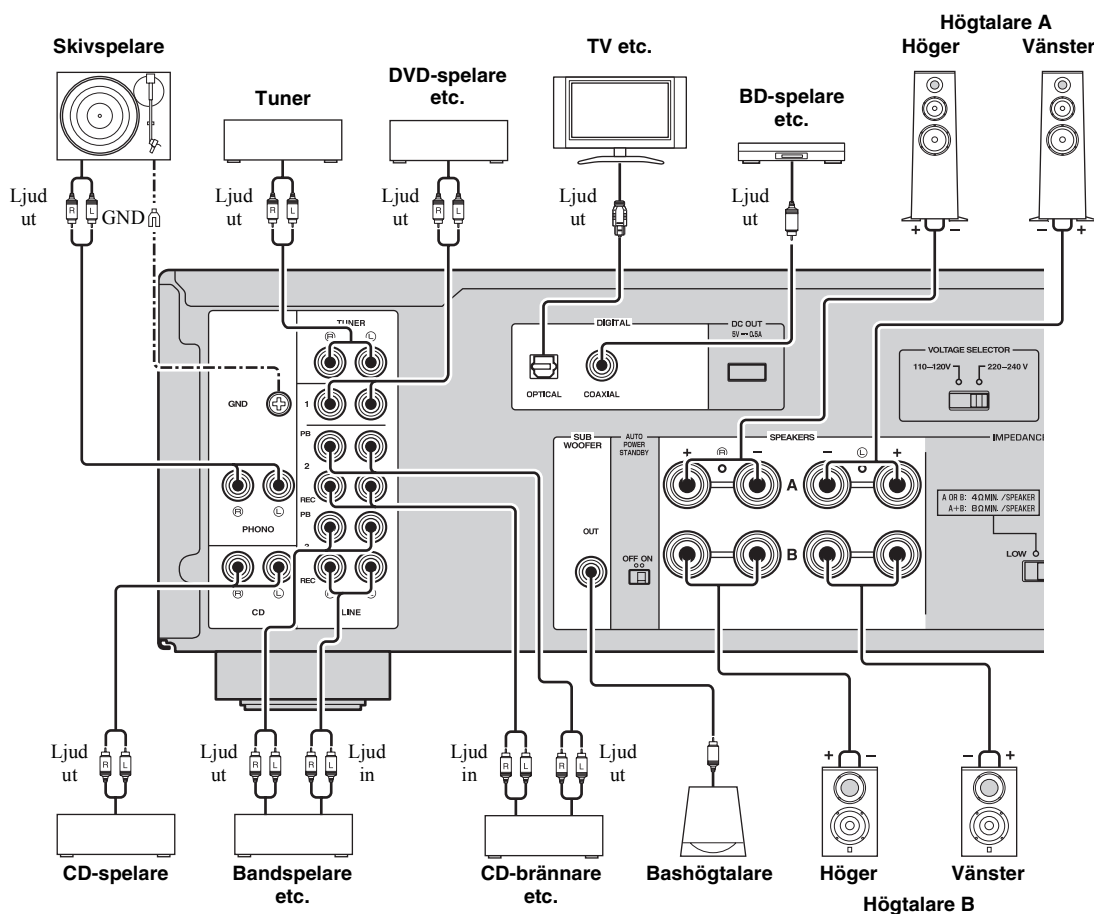 Högtalare A
Skivspelare
TV etc.
Höger
Vänster
DVD-spelare
etc.
Tuner
BD-spelare
etc.
Ljud
ut
R
L
GND
Ljud
ut
R
L
Ljud
ut
R
L
Ljud
ut
Ljud
ut
+ −
− +
TUNER
R
L
DIGITAL
DC OUT
5V 0.5A
VOLTAGE SELECTOR
110–120V
220–240 V
OPTICAL
COAXIAL
GND
1
PB
2
REC
PB
3
REC
R
L
PHONO
R
L
CD
R
L
LINE
SUB
WOOFER
OUT
AUTO
POWER
STANDBY
OFF ON
SPEAKERS
+ R −
− L +
A
B
IMPEDANCE
A OR B: 4ΩMIN. /SPEAKER
A+B: 8ΩMIN. /SPEAKER
LOW
Ljud
ut
R
L
Ljud
ut
R
L
R
L
Ljud
in
Ljud
in
R
L
R
L
Ljud
ut
+ −
− +
CD-spelare
Bandspelare
etc.
CD-brännare
etc.
Bashögtalare
Höger
Vänster
Högtalare B